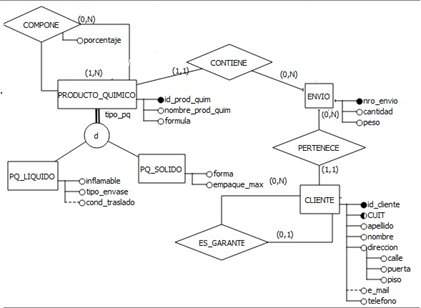 COMPONE
(0,N)
porcentaje
(1,N)
(1,1)
CONTIENE
(0,N)
PRODUCTO_QUIMICO
tipo_pq
id_prod_quim
nombre_prod_quim
formula
ENVIO
nro_envio
cantidad
peso
(0,N)
d
PERTENECE
(1,1)
PQ_LIQUIDO
inflamable
tipo_envase
cond_traslado
PQ_SOLIDO
forma
empaque_max
(0,N)
CLIENTE
id_cliente
CUIT
apellido
nombre
direccion
calle
puerta
piso
e_mail
telefono
ES_GARANTE
(0,1)